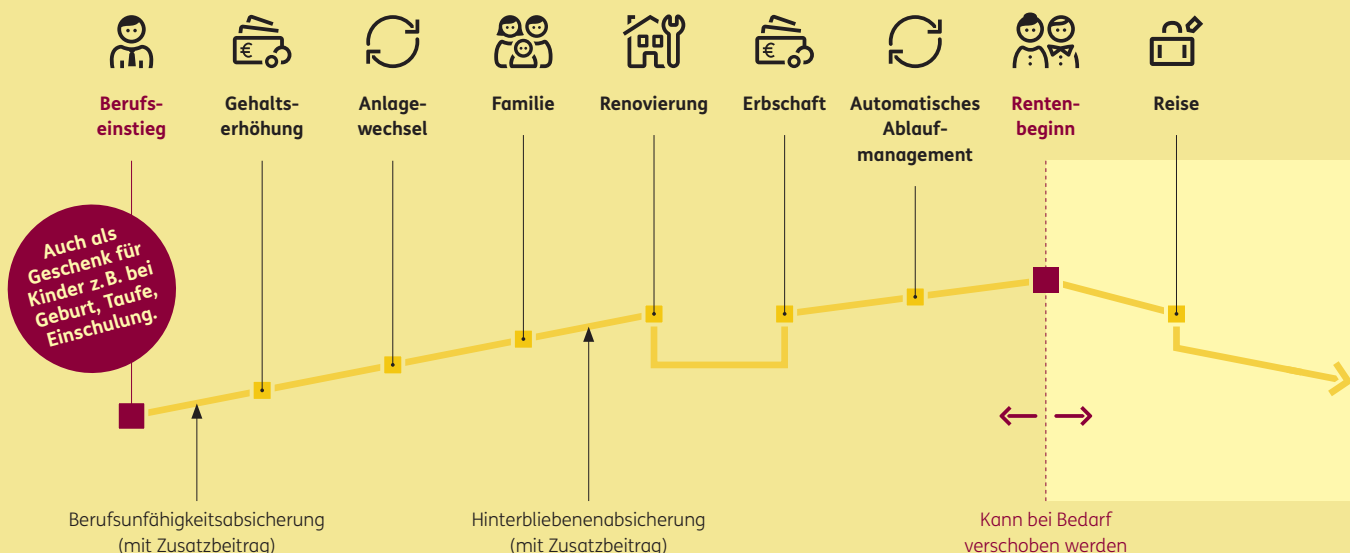 Berufs-
einstieg
Gehalts-
erhöhung
Anlage-
wechsel
Familie
Renovierung
Erbschaft
Automatisches
Ablauf-
management
Renten-
beginn
Reise
€
€
Auch als
Geschenk für
Kinder z. B. bei
Geburt, Taufe,
Einschulung.
Berufsunfähigkeitsabsicherung
(mit Zusatzbeitrag)
Hinterbliebenenabsicherung
(mit Zusatzbeitrag)
Kann bei Bedarf
verschoben werden